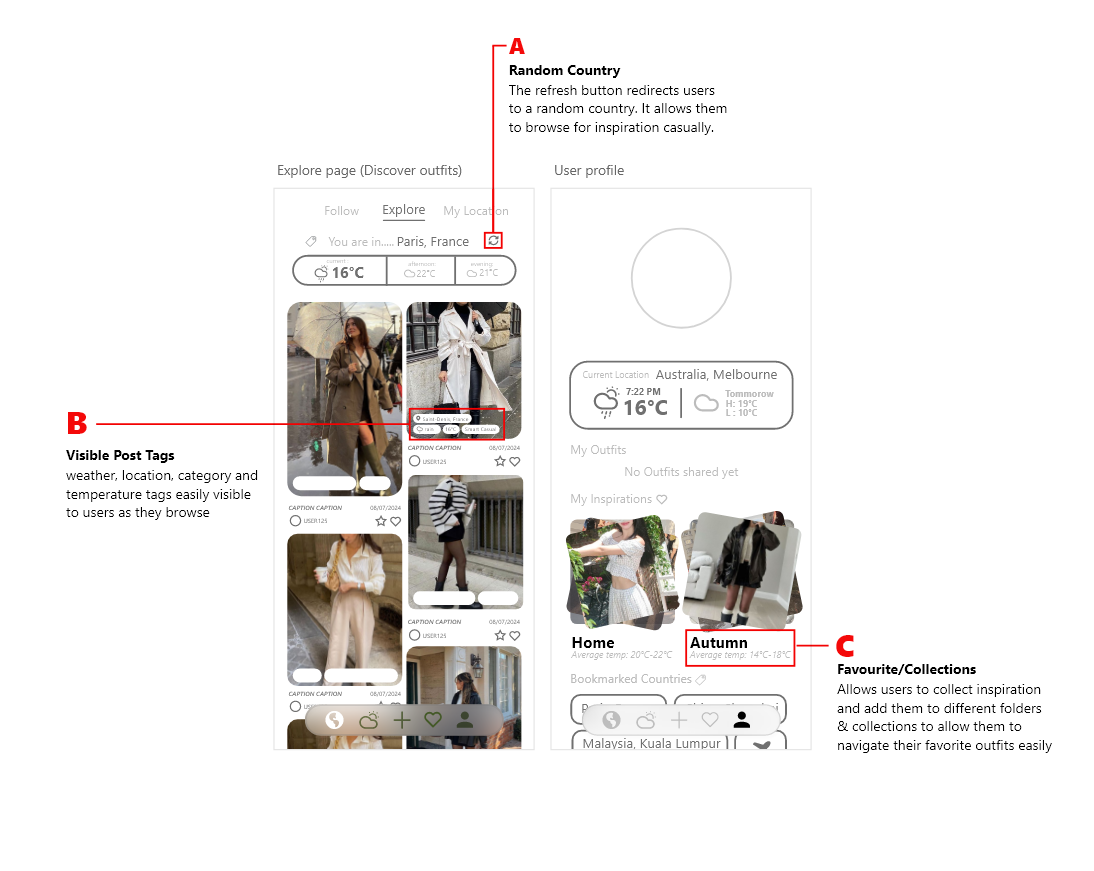 A
Random Country
The refresh button redirects users
to a random country. It allows them
to browse for inspiration casually.
Explore page (Discover outfits)
Follow Explore My Location
You are in..... Paris, France
current afternoon evening
16°C 22°C 21°C
Saint-Denis, France
rain 16°C Smart Casual
CAPTION CAPTION 08/07/2024
USER125
CAPTION CAPTION 08/07/2024
USER125
CAPTION CAPTION 08/07/2024
USER125
CAPTION CAPTION 08/07/2024
B
Visible Post Tags
weather, location, category and
temperature tags easily visible
to users as they browse
User profile
Current Location Australia, Melbourne
7:22 PM
16°C
Tommorow
H: 19°C
L : 10°C
My Outfits
No Outfits shared yet
My Inspirations
Home
Average temp: 20°C-22°C
Autumn
Average temp: 14°C-18°C
Bookmarked Countries
Malaysia, Kuala Lumpur
C
Favourite/Collections
Allows users to collect inspiration
and add them to different folders
& collections to allow them to
navigate their favorite outfits easily